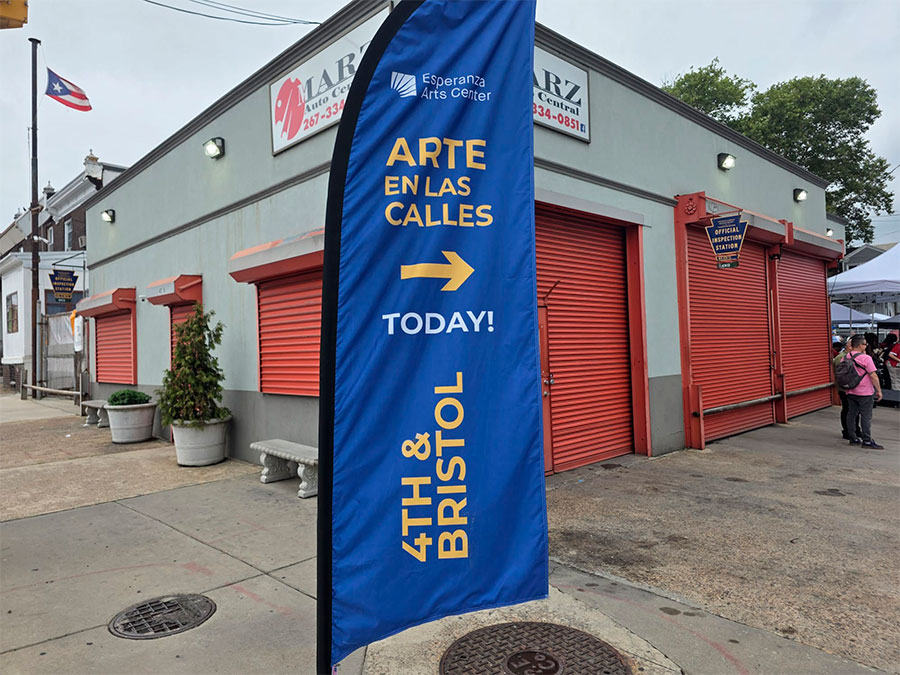 Esperanza
Arts Center
ARTE
EN LAS
CALLES
TODAY!
4TH &
BRISTOL
MARZ
Auto Cen
267-334
ARZ
Central
334-0851
OFFICIAL
INSPECTION
STATION